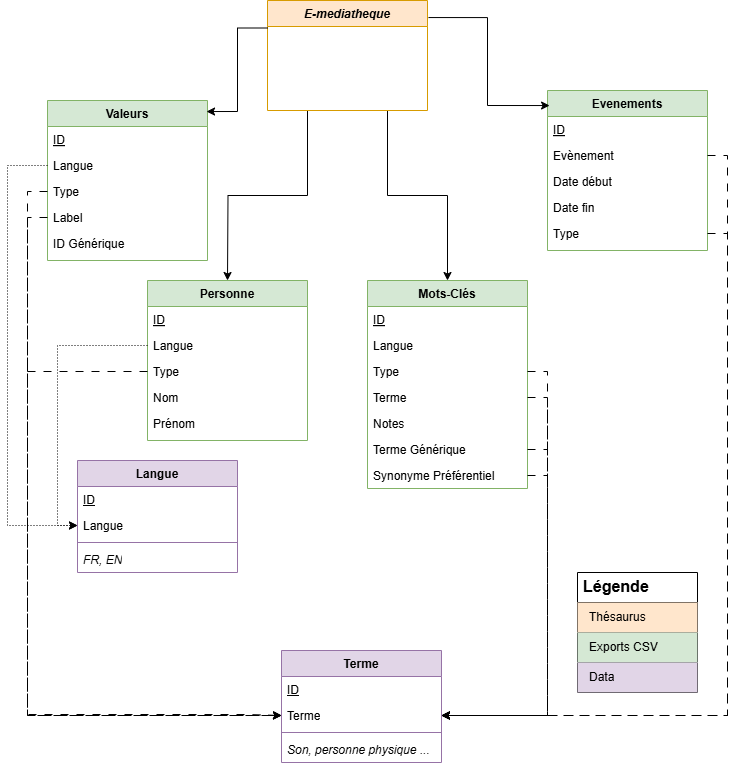 E-mediatheque
Valeurs
ID
Langue
Type
Label
ID Générique
Evenements
ID
Evènement
Date début
Date fin
Type
Personne
ID
Langue
Type
Nom
Prénom
Mots-Clés
ID
Langue
Type
Terme
Notes
Terme Générique
Synonyme Préférentiel
Langue
ID
Langue
FR, EN
Légende
Thésaurus
Exports CSV
Data
Terme
ID
Terme
Son, personne physique ...